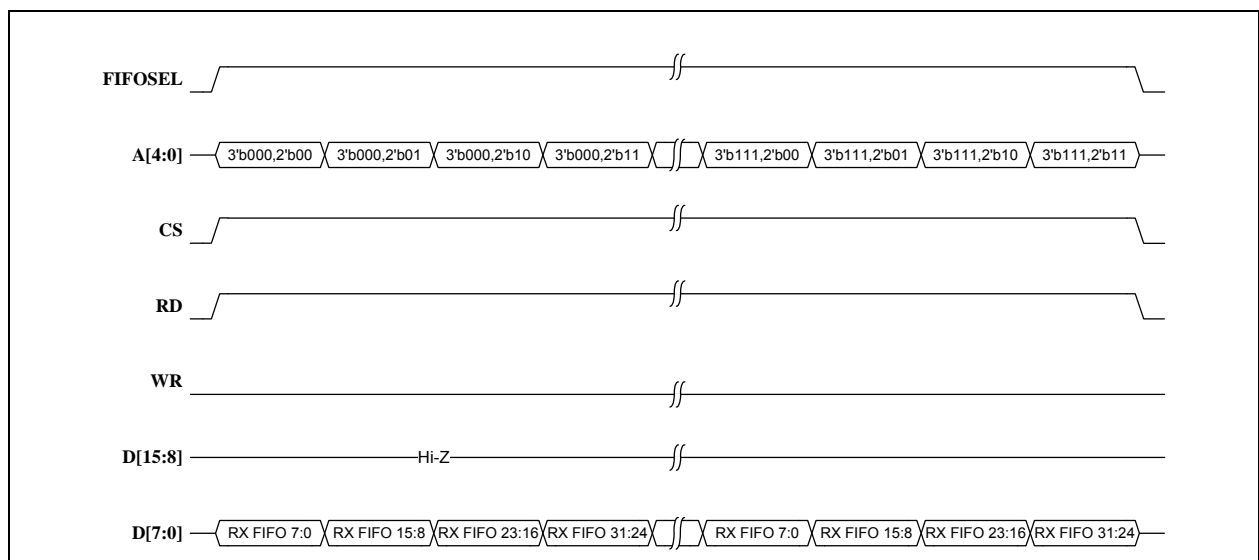 FIFOSEL
A[4:0] 3'b000,2'b00 3'b000,2'b01 3'b000,2'b10 3'b000,2'b11 3'b111,2'b00 3'b111,2'b01 3'b111,2'b10 3'b111,2'b11
CS
RD
WR
D[15:8] Hi-Z
D[7:0] RX FIFO 7:0 RX FIFO 15:8 RX FIFO 23:16 RX FIFO 31:24 RX FIFO 7:0 RX FIFO 15:8 RX FIFO 23:16 RX FIFO 31:24